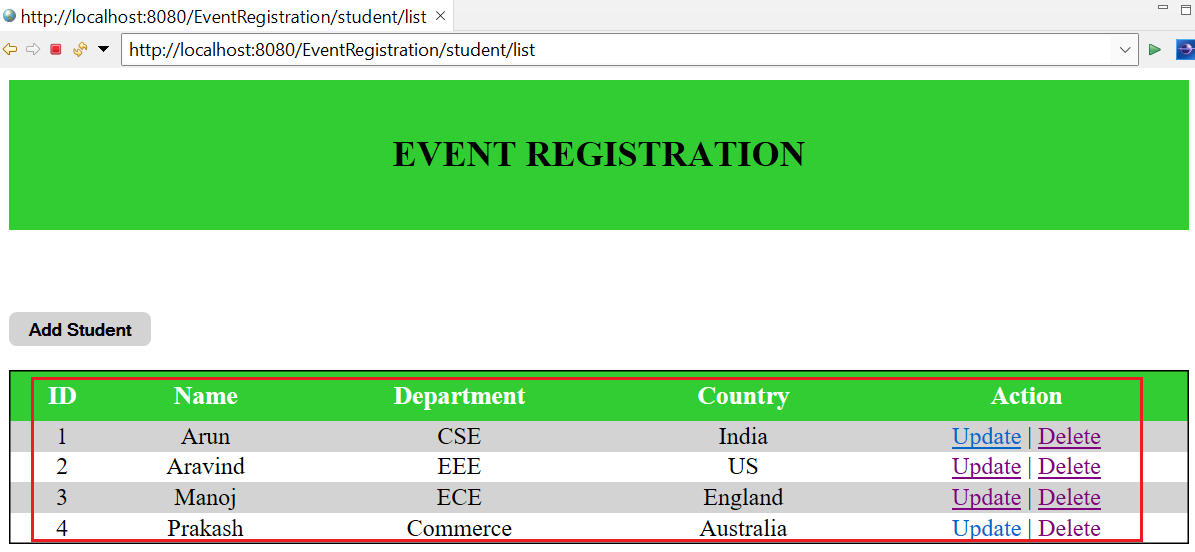 http://localhost:8080/EventRegistration/student/list
http://localhost:8080/EventRegistration/student/list
EVENT REGISTRATION
Add Student
ID Name Department Country Action
1 Arun CSE India Update | Delete
2 Aravind EEE US Update | Delete
3 Manoj ECE England Update | Delete
4 Prakash Commerce Australia Update | Delete